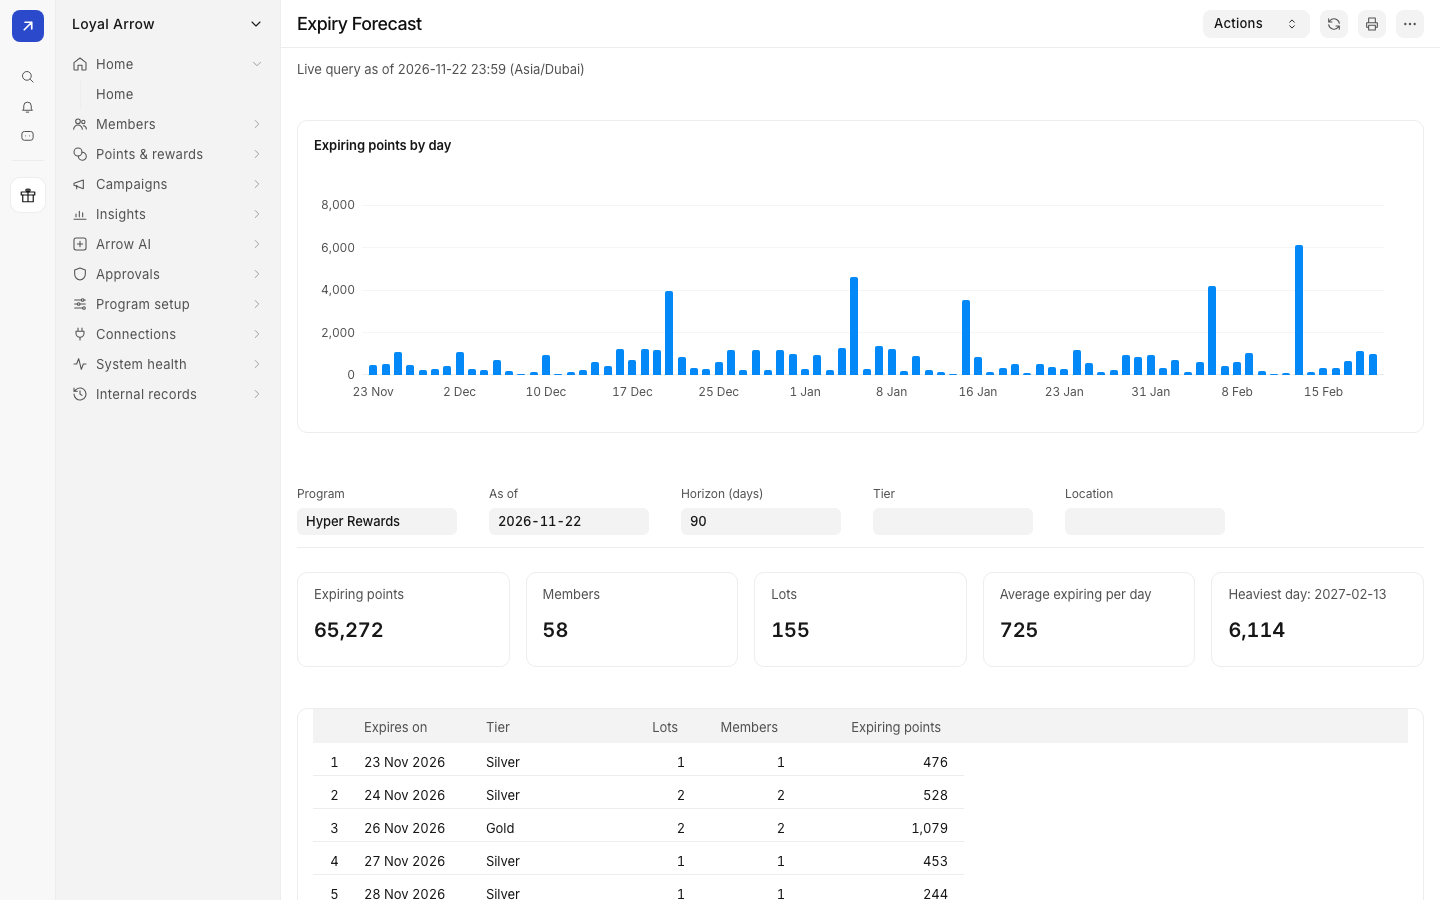 Loyal Arrow
Home
Home
Members
Points & rewards
Campaigns
Insights
Arrow AI
Approvals
Program setup
Connections
System health
Internal records
Expiry Forecast
Actions
Live query as of 2026-11-22 23:59 (Asia/Dubai)
Expiring points by day
8,000
6,000
4,000
2,000
0
23 Nov 2 Dec 10 Dec 17 Dec 25 Dec 1 Jan 8 Jan 16 Jan 23 Jan 31 Jan 8 Feb 15 Feb
Program As of Horizon (days) Tier Location
Hyper Rewards 2026-11-22 90
Expiring points Members Lots Average expiring per day Heaviest day: 2027-02-13
65,272 58 155 725 6,114
Expires on Tier Lots Members Expiring points
1 23 Nov 2026 Silver 1 1 476
2 24 Nov 2026 Silver 2 2 528
3 26 Nov 2026 Gold 2 2 1,079
4 27 Nov 2026 Silver 1 1 453
5 28 Nov 2026 Silver 1 1 244